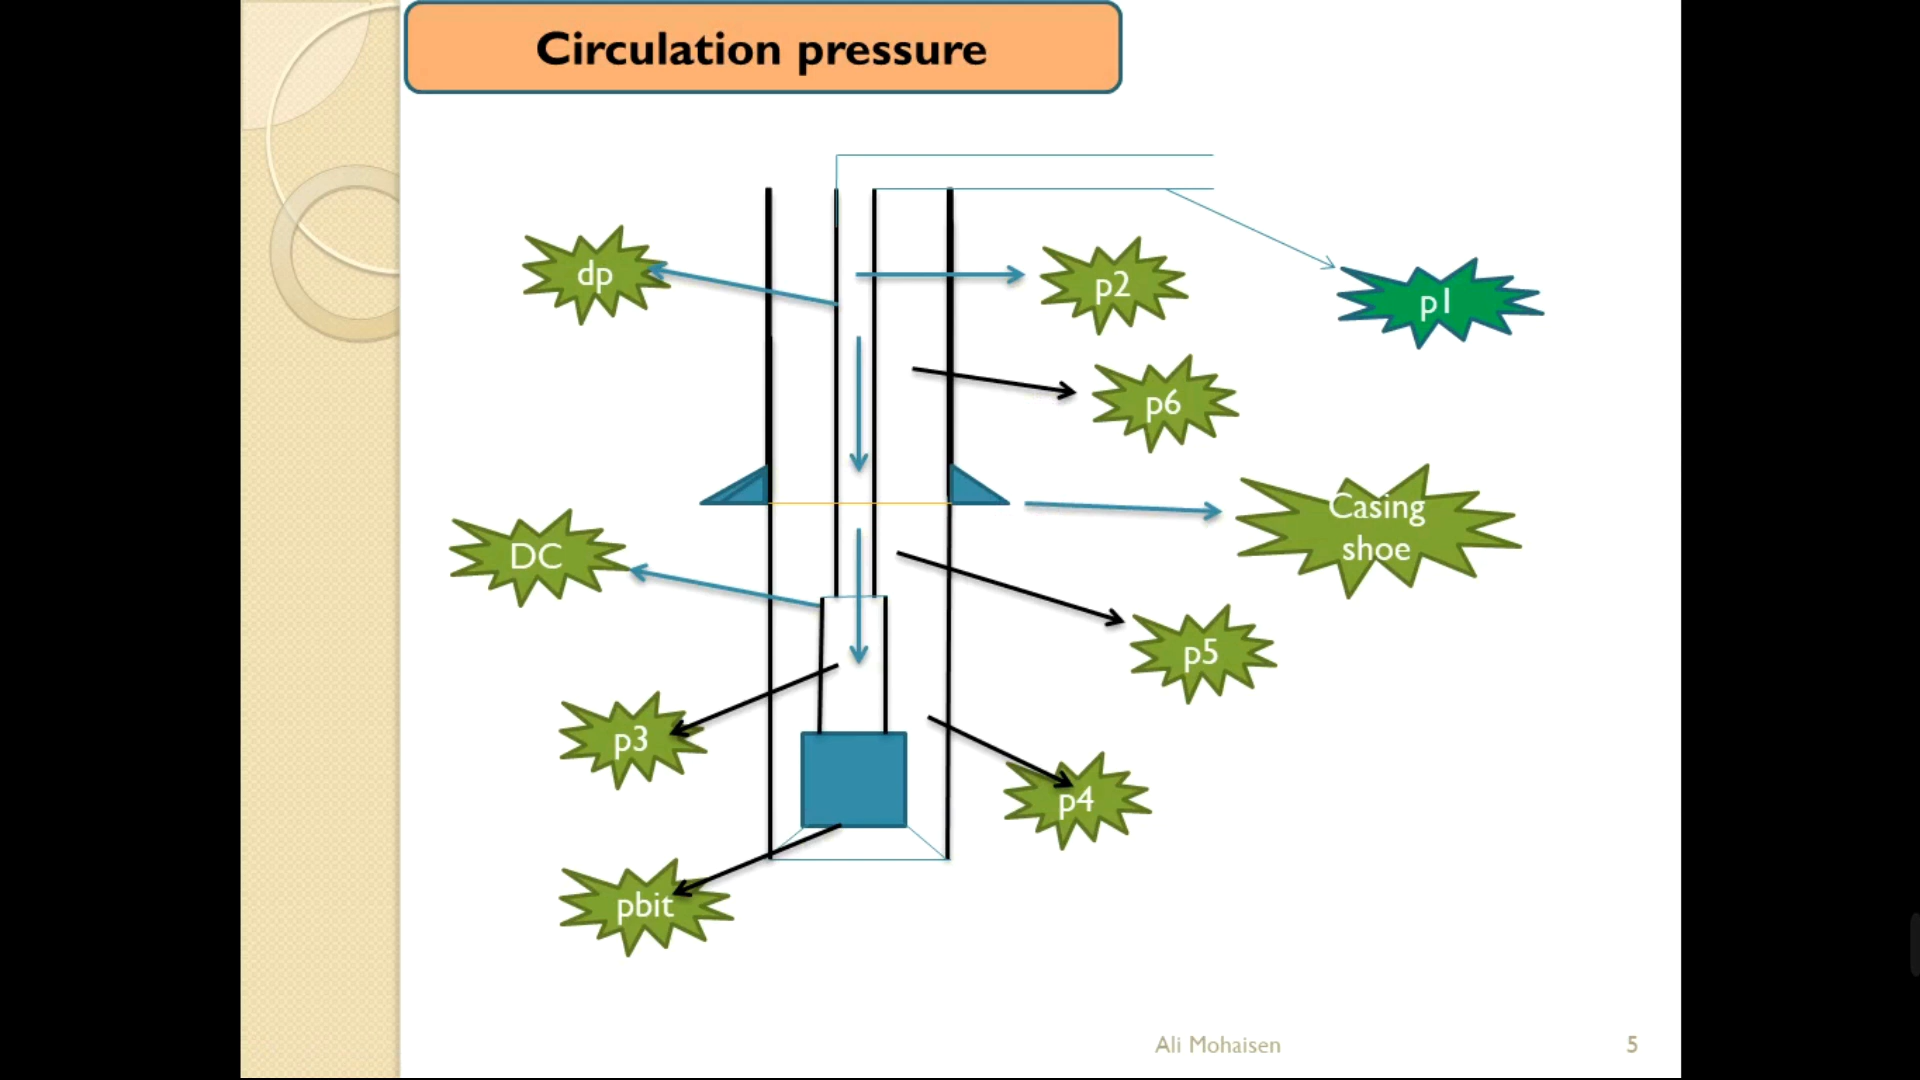 Circulation pressure
dp
p2
p1
p6
Casing
shoe
DC
p5
p3
p4
pbit
Ali Mohaisen
5